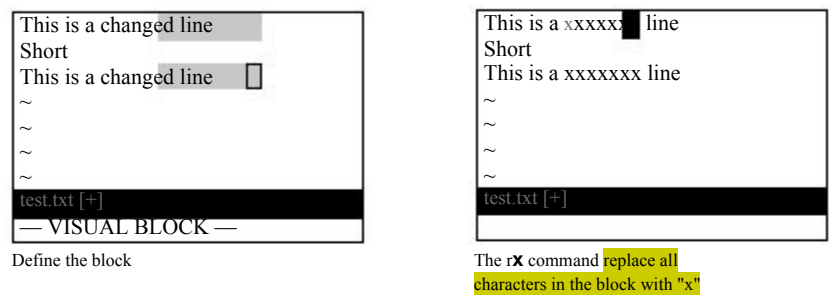 This is a changed line
Short
This is a changed line
~
~
~
~
test.txt [+]
— VISUAL BLOCK —
Define the block
This is a xxxxxx line
Short
This is a xxxxxxx line
~
~
~
~
test.txt [+]
The rx command replace all
characters in the block with "x"